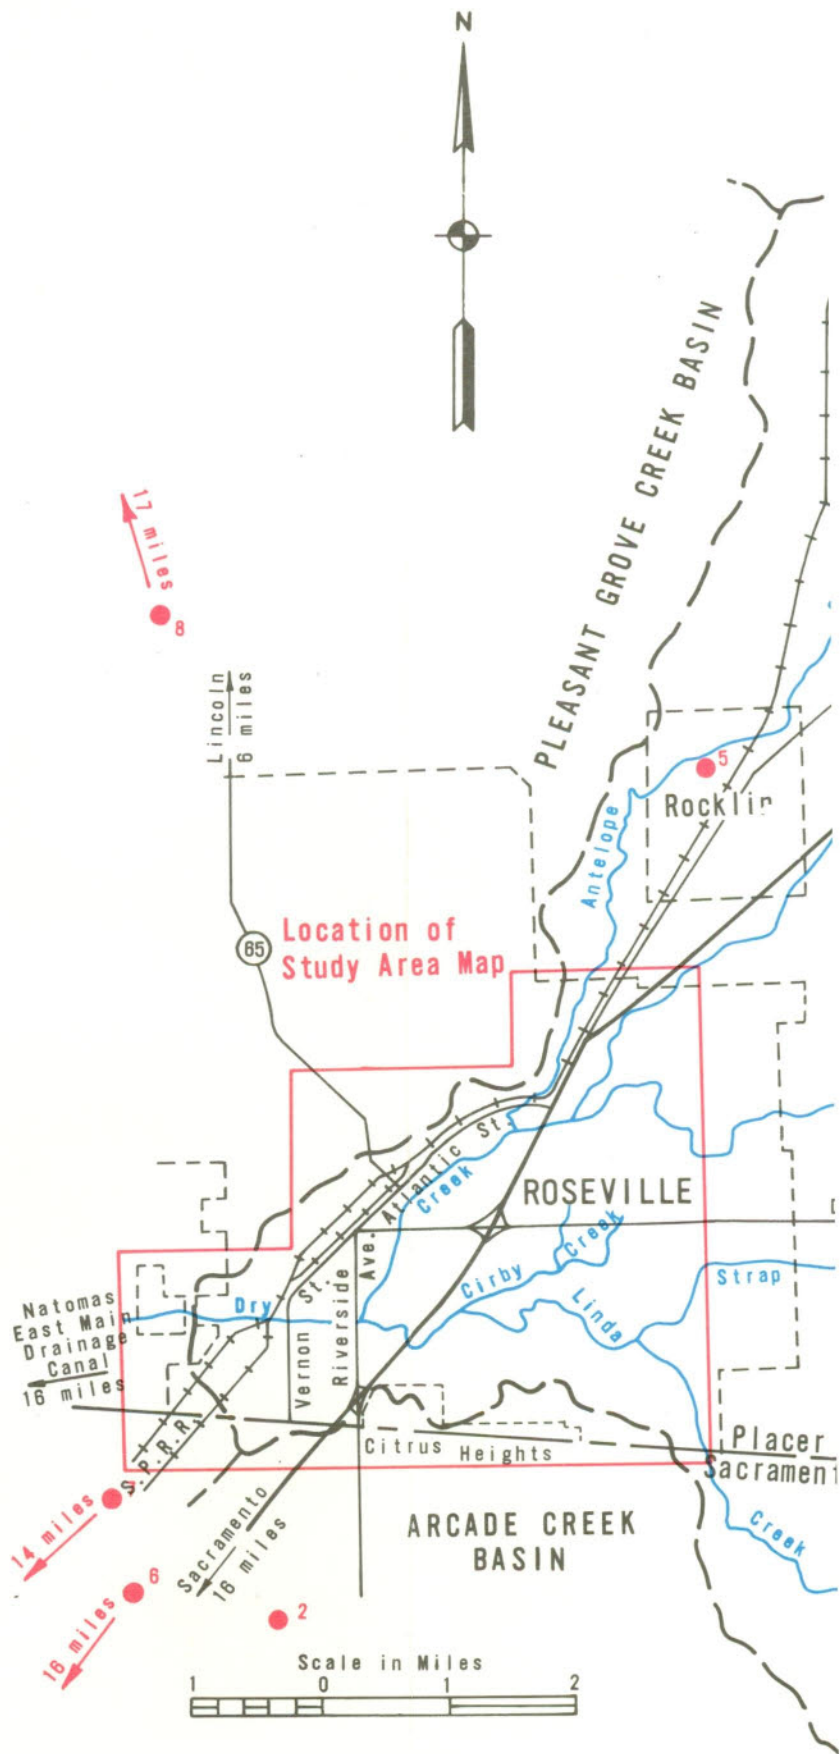 N
PLEASANT GROVE CREEK BASIN
17 miles
8
Lincoln
6 miles
5
Rocklin
Antelope
65
Location of
Study Area Map
Atlantic St.
Creek
ROSEVILLE
Ave.
Riverside
St.
Vernon
Cirby
Creek
Linda
Strap
Dry
Natomas
East Main
Drainage
Canal
16 miles
S.P.R.R.
Citrus Heights
Placer
Sacrament
Creek
ARCADE CREEK
BASIN
Sacramento
16 miles
7
14 miles
6
16 miles
2
Scale in Miles
1 0 1 2